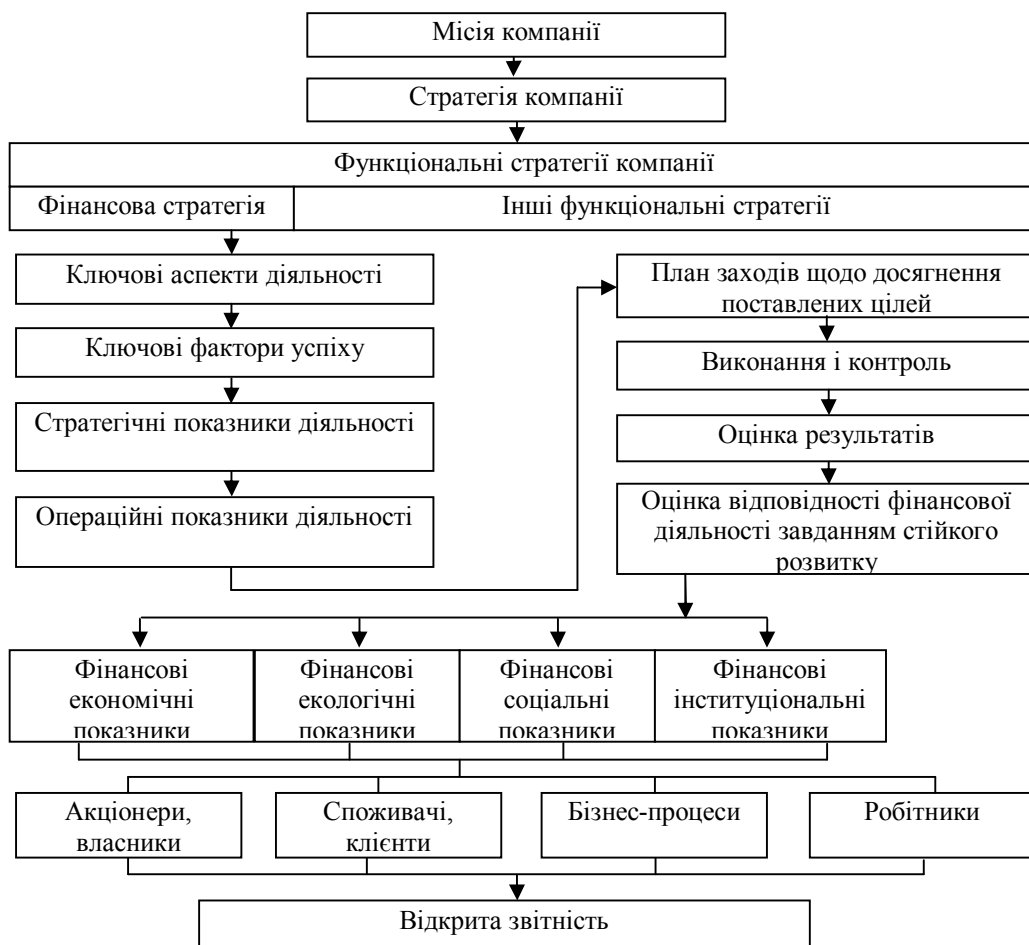 Місія компанії
Стратегія компанії
Функціональні стратегії компанії
Фінансова стратегія
Інші функціональні стратегії
Ключові аспекти діяльності
Ключові фактори успіху
Стратегічні показники діяльності
Операційні показники діяльності
План заходів щодо досягнення
поставлених цілей
Виконання і контроль
Оцінка результатів
Оцінка відповідності фінансової
діяльності завданням стійкого
розвитку
Фінансові
економічні
показники
Фінансові
екологічні
показники
Фінансові
соціальні
показники
Фінансові
інституціональні
показники
Акціонери,
власники
Споживачі,
клієнти
Бізнес-процеси
Робітники
Відкрита звітність